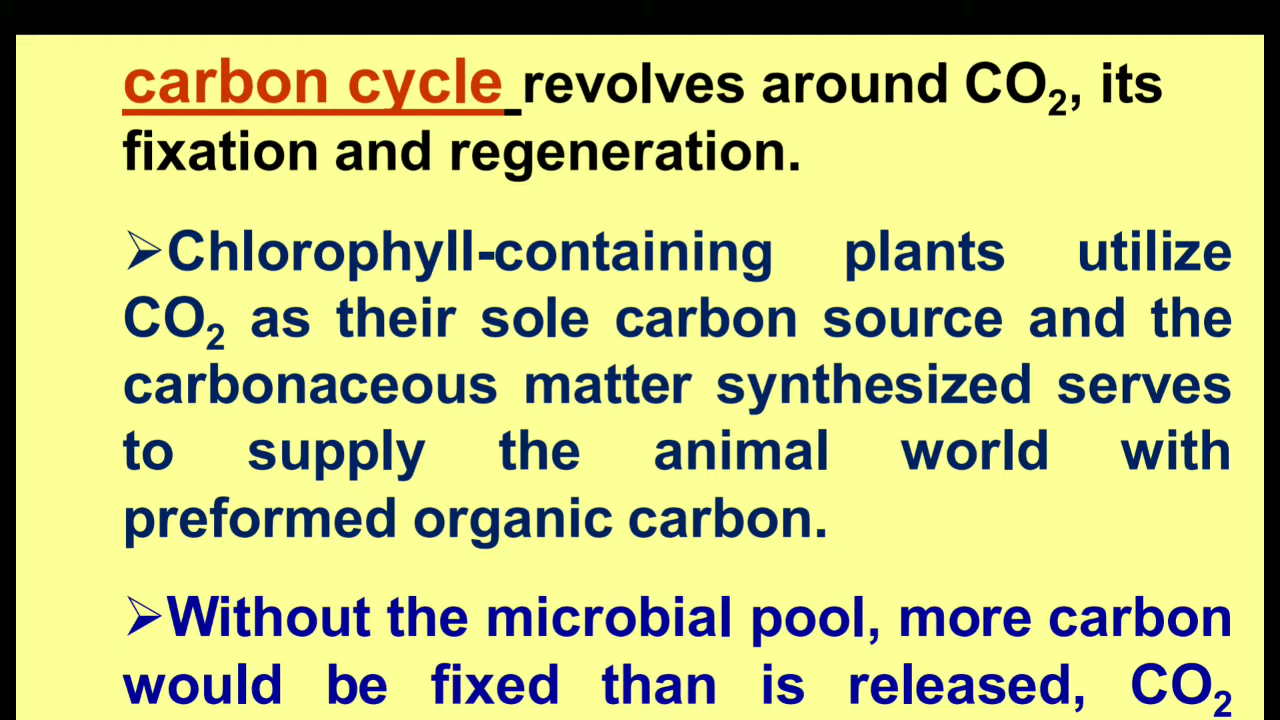 carbon cycle revolves around CO₂, its
fixation and regeneration.
➢Chlorophyll-containing plants utilize
CO₂ as their sole carbon source and the
carbonaceous matter synthesized serves
to supply the animal world with
preformed organic carbon.
➢Without the microbial pool, more carbon
would be fixed than is released, CO₂